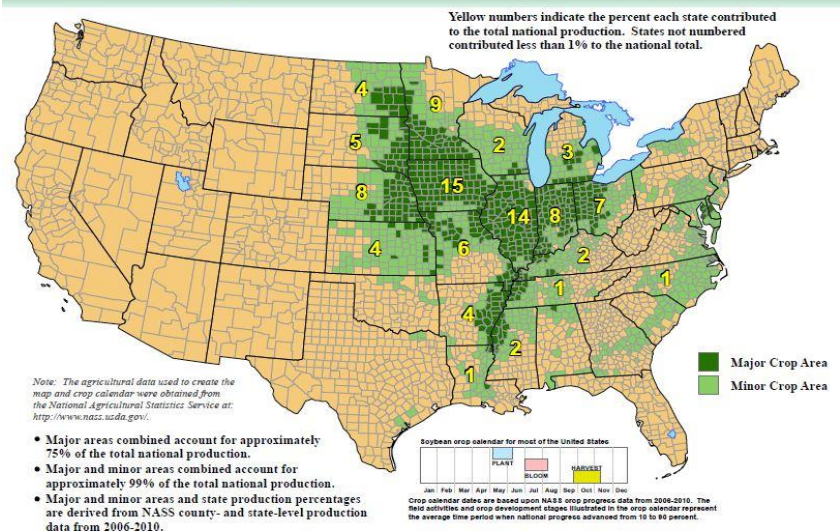 Yellow numbers indicate the percent each state contributed
to the total national production. States not numbered
contributed less than 1% to the national total.
4
9
5
2
3
8
15
14
8
7
4
6
2
1
1
4
2
1
Major Crop Area
Minor Crop Area
Note: The agricultural data used to create the
map and crop calendar were obtained from
the National Agricultural Statistics Service at:
http://www.nass.usda.gov/.
• Major areas combined account for approximately
75% of the total national production.
• Major and minor areas combined account for
approximately 99% of the total national production.
• Major and minor areas and state production percentages
are derived from NASS county- and state-level production
data from 2006-2010.
Soybean crop calendar for most of the United States
PLANT
BLOOM
HARVEST
Jan Feb Mar Apr May Jun Jul Aug Sep Oct Nov Dec
Crop calendar dates are based upon NASS crop progress data from 2006-2010. The
field activities and crop development stages illustrated in the crop calendar represent
the average time period when national progress advanced from 10 to 90 percent.